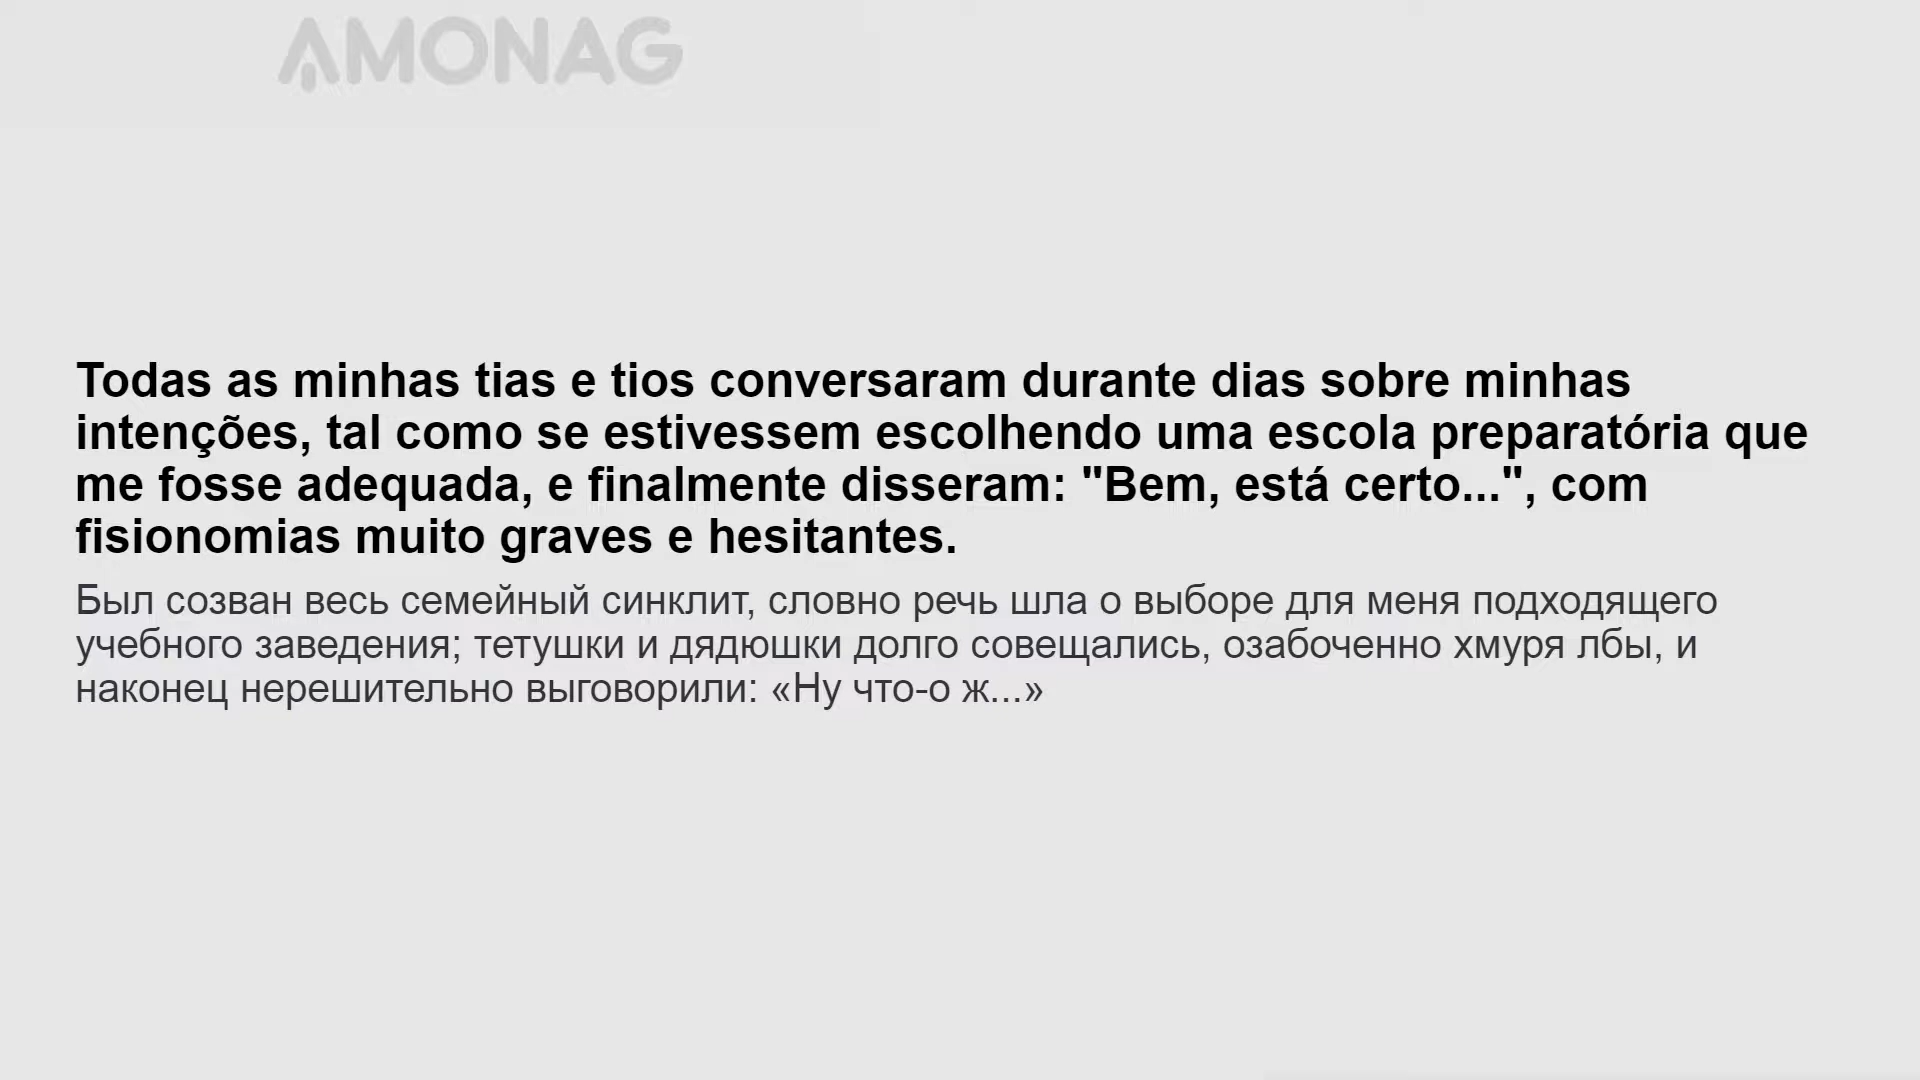 AMONAG
Todas as minhas tias e tios conversaram durante dias sobre minhas
intenções, tal como se estivessem escolhendo uma escola preparatória que
me fosse adequada, e finalmente disseram: "Bem, está certo...", com
fisionomias muito graves e hesitantes.
Был созван весь семейный синклит, словно речь шла о выборе для меня подходящего
учебного заведения; тетушки и дядюшки долго совещались, озабоченно хмуря лбы, и
наконец нерешительно выговорили: «Ну что-о ж...»